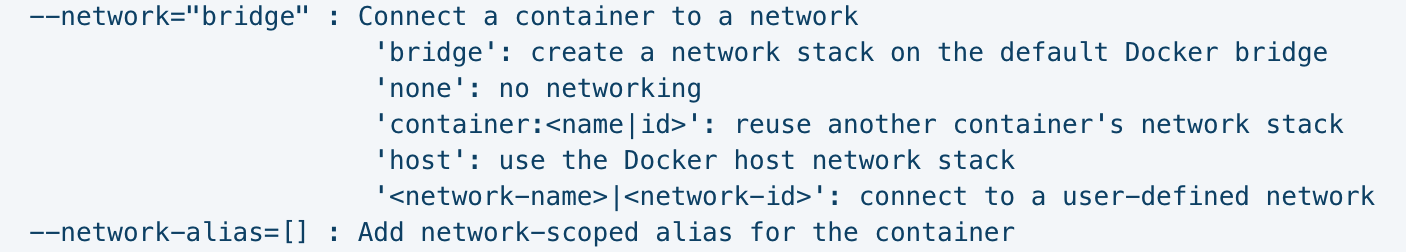 --network="bridge" : Connect a container to a network
                      'bridge': create a network stack on the default Docker bridge
                      'none': no networking
                      'container:<name|id>': reuse another container's network stack
                      'host': use the Docker host network stack
                      '<network-name>|<network-id>': connect to a user-defined network
--network-alias=[] : Add network-scoped alias for the container